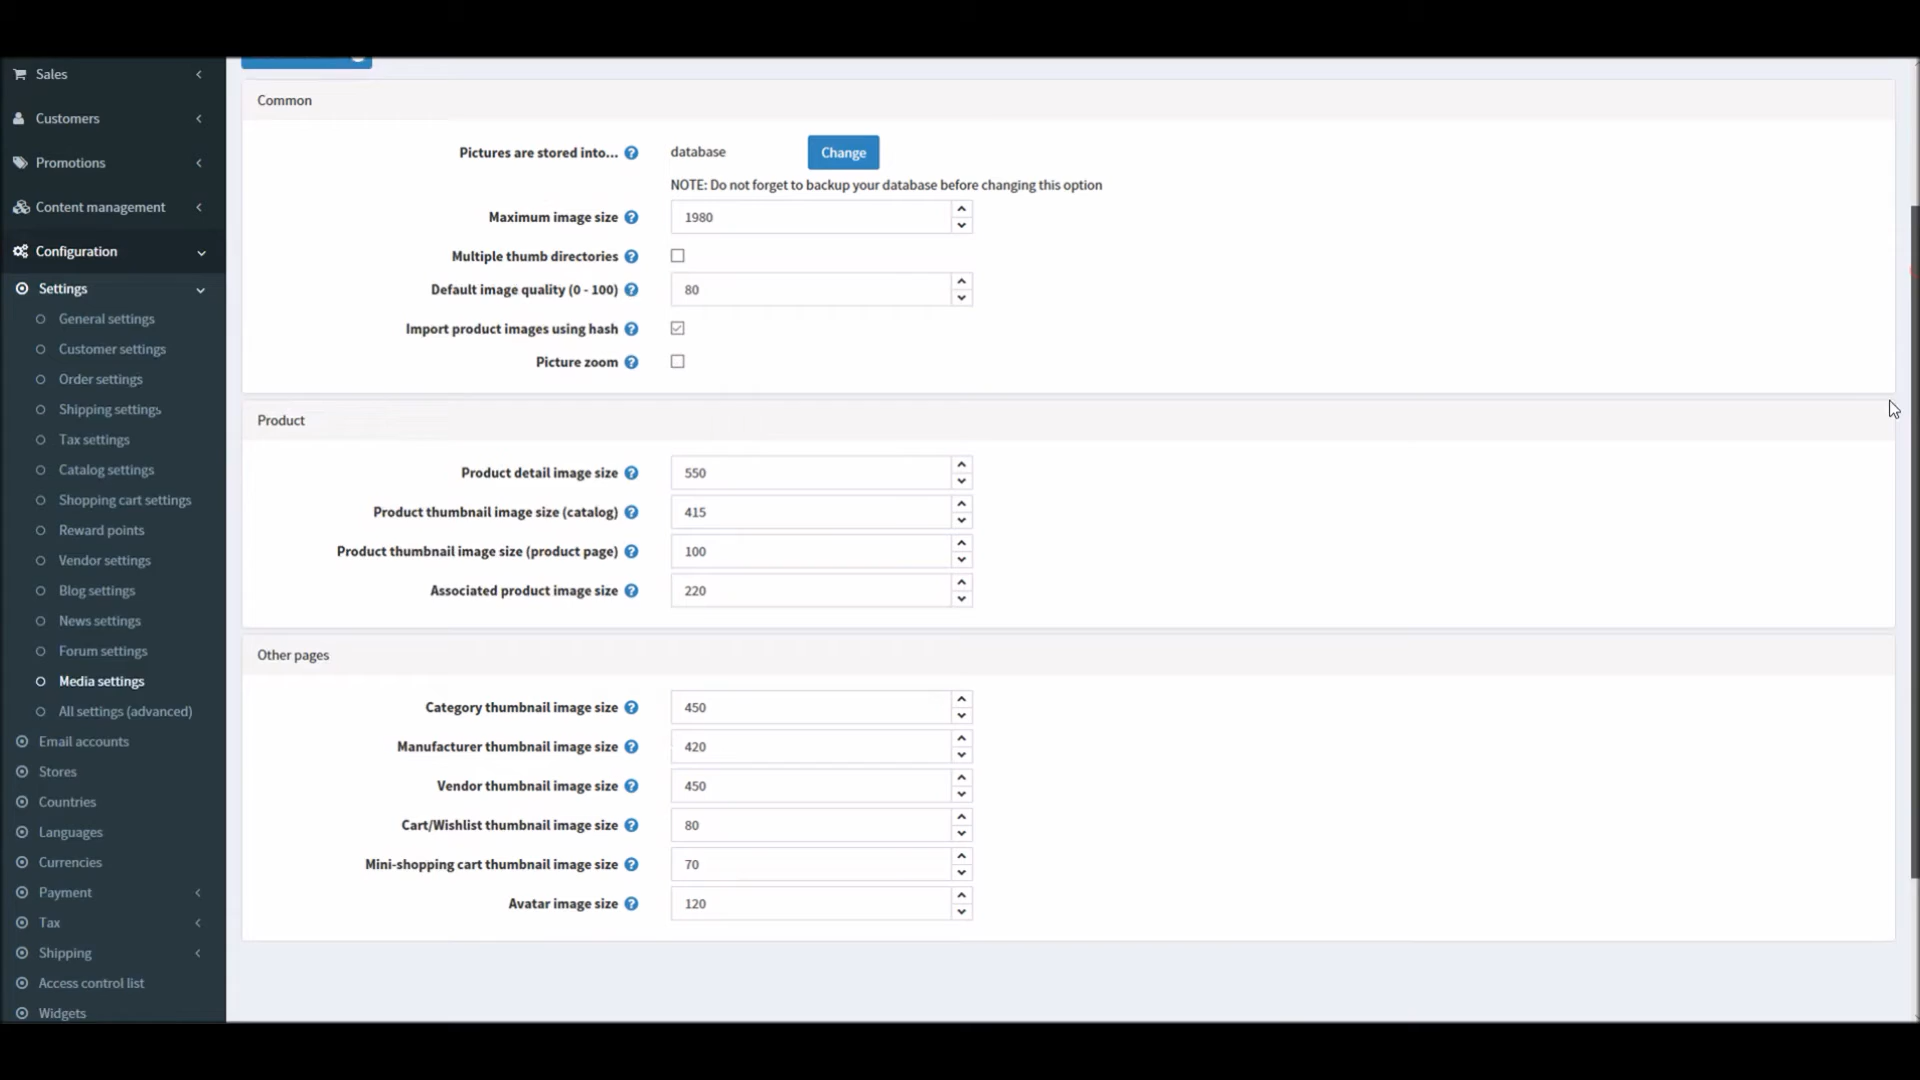 Sales
Customers
Promotions
Content management
Configuration
Settings
General settings
Customer settings
Order settings
Shipping settings
Tax settings
Catalog settings
Shopping cart settings
Reward points
Vendor settings
Blog settings
News settings
Forum settings
Media settings
All settings (advanced)
Email accounts
Stores
Countries
Languages
Currencies
Payment
Tax
Shipping
Access control list
Widgets
Common
Pictures are stored into... database Change
NOTE: Do not forget to backup your database before changing this option
Maximum image size 1980
Multiple thumb directories
Default image quality (0 - 100) 80
Import product images using hash
Picture zoom
Product
Product detail image size 550
Product thumbnail image size (catalog) 415
Product thumbnail image size (product page) 100
Associated product image size 220
Other pages
Category thumbnail image size 450
Manufacturer thumbnail image size 420
Vendor thumbnail image size 450
Cart/Wishlist thumbnail image size 80
Mini-shopping cart thumbnail image size 70
Avatar image size 120